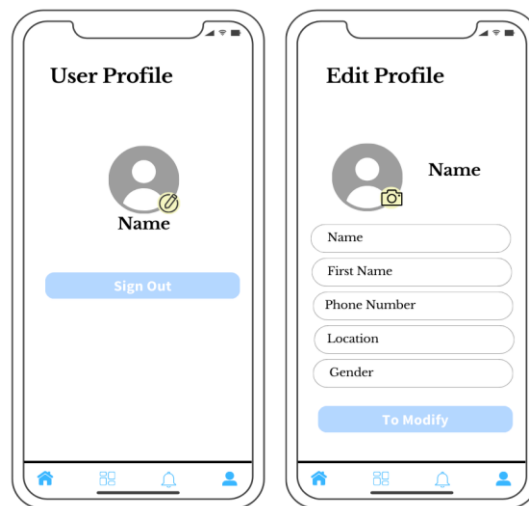 User Profile
Name
Sign Out
Edit Profile
Name
Name
First Name
Phone Number
Location
Gender
To Modify